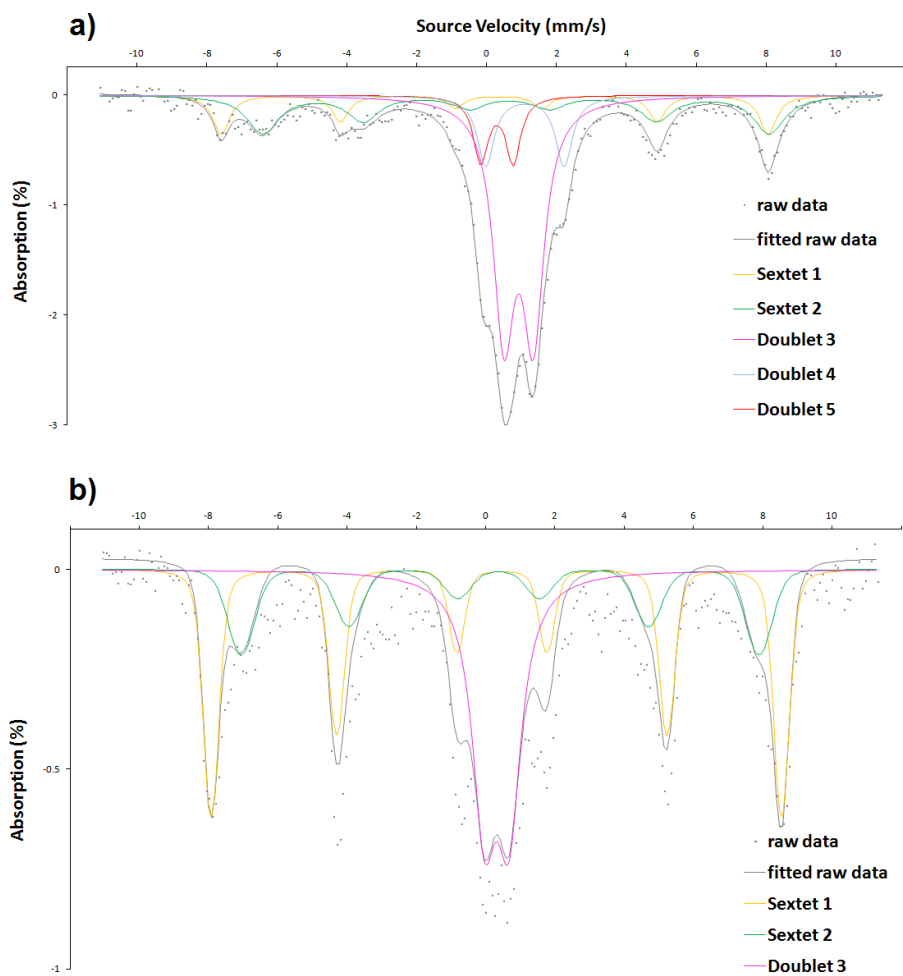 a)
Source Velocity (mm/s)
-10 -8 -6 -4 -2 0 2 4 6 8 10
0
-1
-2
-3
Absorption (%)
raw data
fitted raw data
Sextet 1
Sextet 2
Doublet 3
Doublet 4
Doublet 5
b)
-10 -8 -6 -4 -2 0 2 4 6 8 10
0
-0.5
-1
Absorption (%)
raw data
fitted raw data
Sextet 1
Sextet 2
Doublet 3